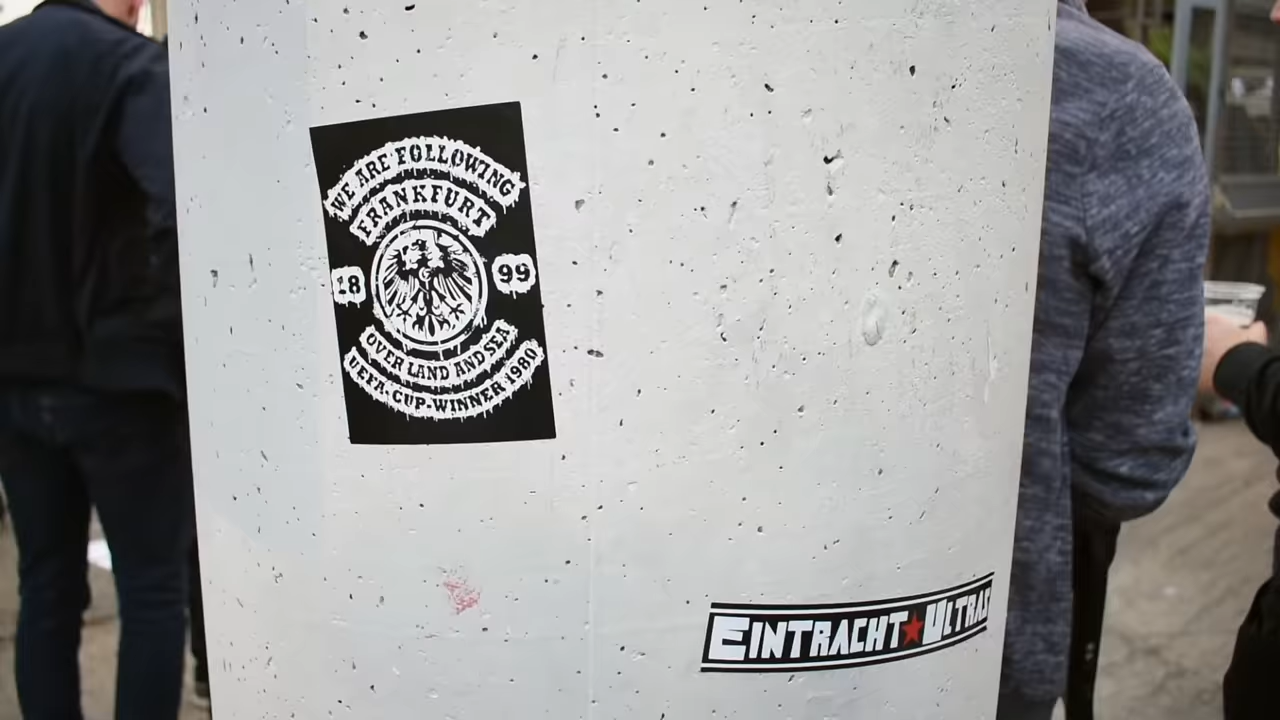 WE ARE FOLLOWING
FRANKFURT
18 99
OVER LAND AND SEA
UEFA CUP-WINNER 1980
EINTRACHT★ULTRAS